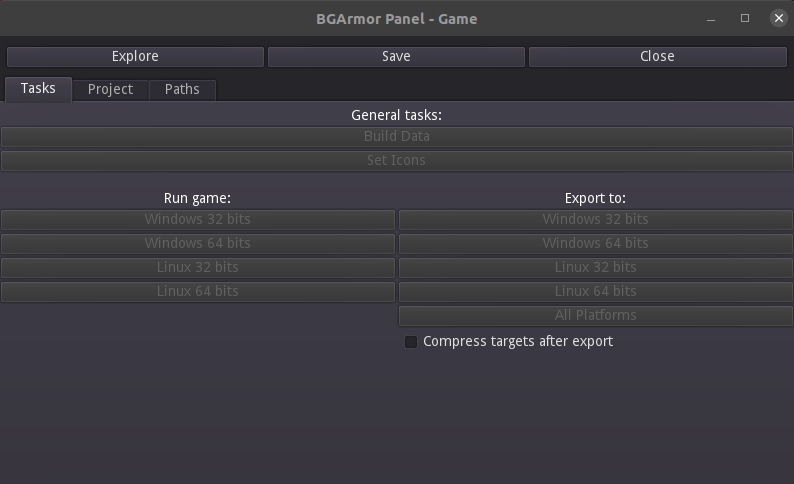 BGArmor Panel - Game
Explore Save Close
Tasks Project Paths
General tasks:
Build Data
Set Icons
Run game:
Windows 32 bits
Windows 64 bits
Linux 32 bits
Linux 64 bits
Export to:
Windows 32 bits
Windows 64 bits
Linux 32 bits
Linux 64 bits
All Platforms
Compress targets after export